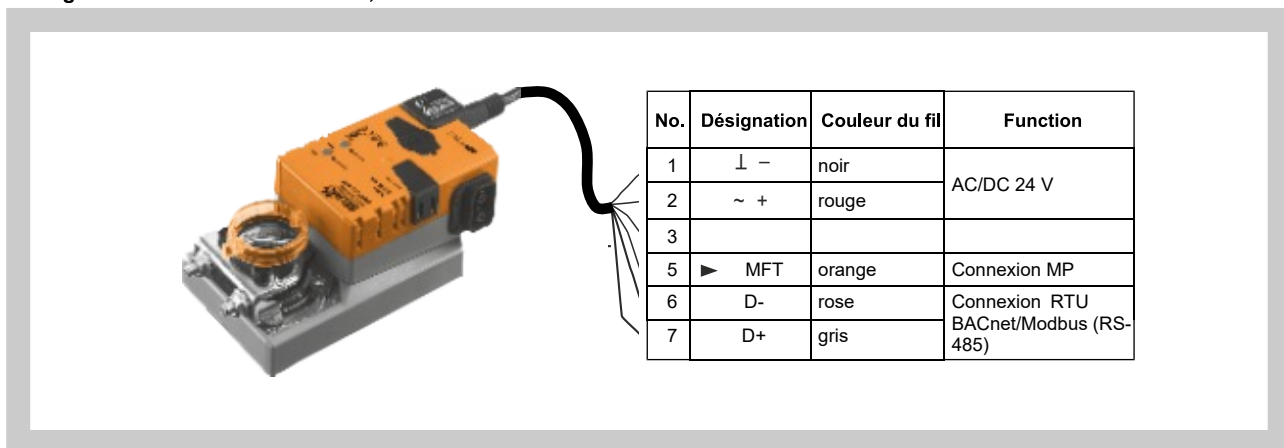 No. Désignation Couleur du fil Function
1 ⊥ – noir
AC/DC 24 V
2 ~ + rouge
3
5 ► MFT orange Connexion MP
6 D- rose Connexion RTU
BACnet/Modbus (RS-
7 D+ gris
485)